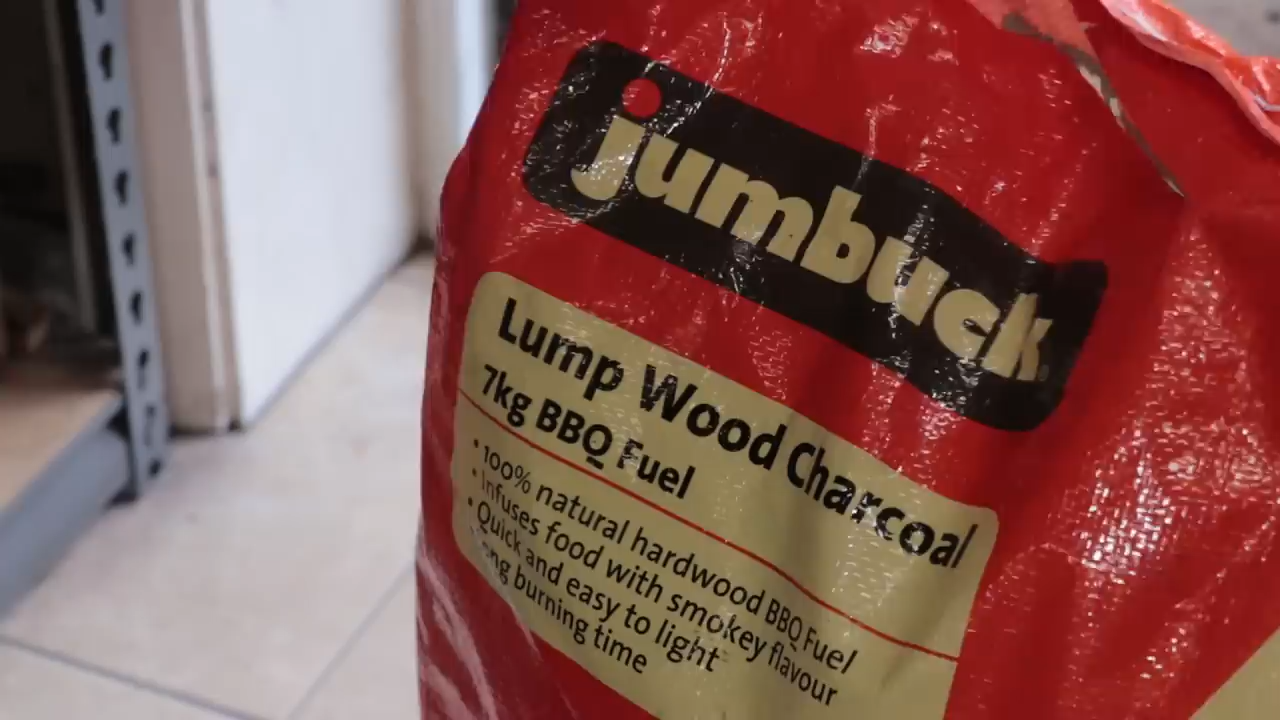 jumbuck
Lump Wood Charcoal
7kg BBQ Fuel
• 100% natural hardwood BBQ Fuel
• Infuses food with smokey flavour
• Quick and easy to light
burning time